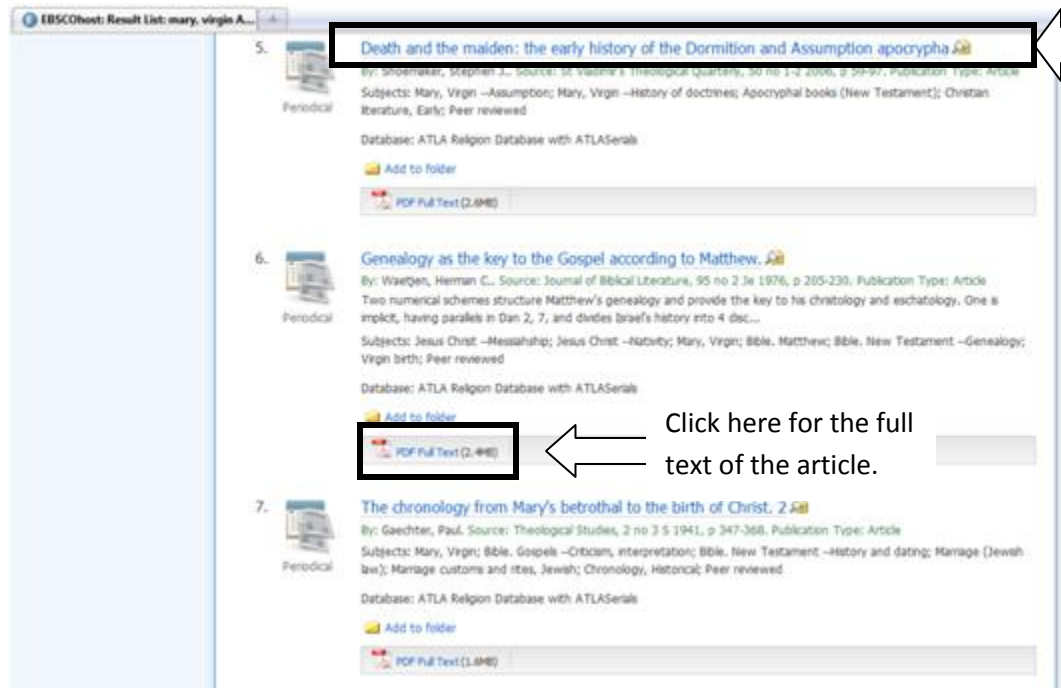 EBSCOhost: Result List: mary, virgin A...
5.
Death and the maiden: the early history of the Dormition and Assumption apocrypha
By: Shoemaker, Stephen J.. Source: St Vladimir's Theological Quarterly, 50 no 1-2 2006, p 59-97. Publication Type: Article
Subjects: Mary, Virgin --Assumption; Mary, Virgin --History of doctrines; Apocryphal books (New Testament); Christian
literature, Early; Peer reviewed
Periodical
Database: ATLA Religion Database with ATLASerials
Add to folder
PDF Full Text (2.6MB)
6.
Genealogy as the key to the Gospel according to Matthew.
By: Waetjen, Herman C.. Source: Journal of Biblical Literature, 95 no 2 Je 1976, p 205-230. Publication Type: Article
Two numerical schemes structure Matthew's genealogy and provide the key to his christology and eschatology. One is
implicit, having parallels in Dan 2, 7, and divides Israel's history into 4 disc...
Periodical
Subjects: Jesus Christ --Messiahship; Jesus Christ --Nativity; Mary, Virgin; Bible. Matthew; Bible. New Testament --Genealogy;
Virgin birth; Peer reviewed
Database: ATLA Religion Database with ATLASerials
Add to folder
PDF Full Text (2.4MB)
Click here for the full
text of the article.
7.
The chronology from Mary's betrothal to the birth of Christ. 2
By: Gaechter, Paul. Source: Theological Studies, 2 no 3 S 1941, p 347-368. Publication Type: Article
Subjects: Mary, Virgin; Bible. Gospels --Criticism, interpretation; Bible. New Testament --History and dating; Marriage (Jewish
law); Marriage customs and rites, Jewish; Chronology, Historical; Peer reviewed
Periodical
Database: ATLA Religion Database with ATLASerials
Add to folder
PDF Full Text (1.6MB)